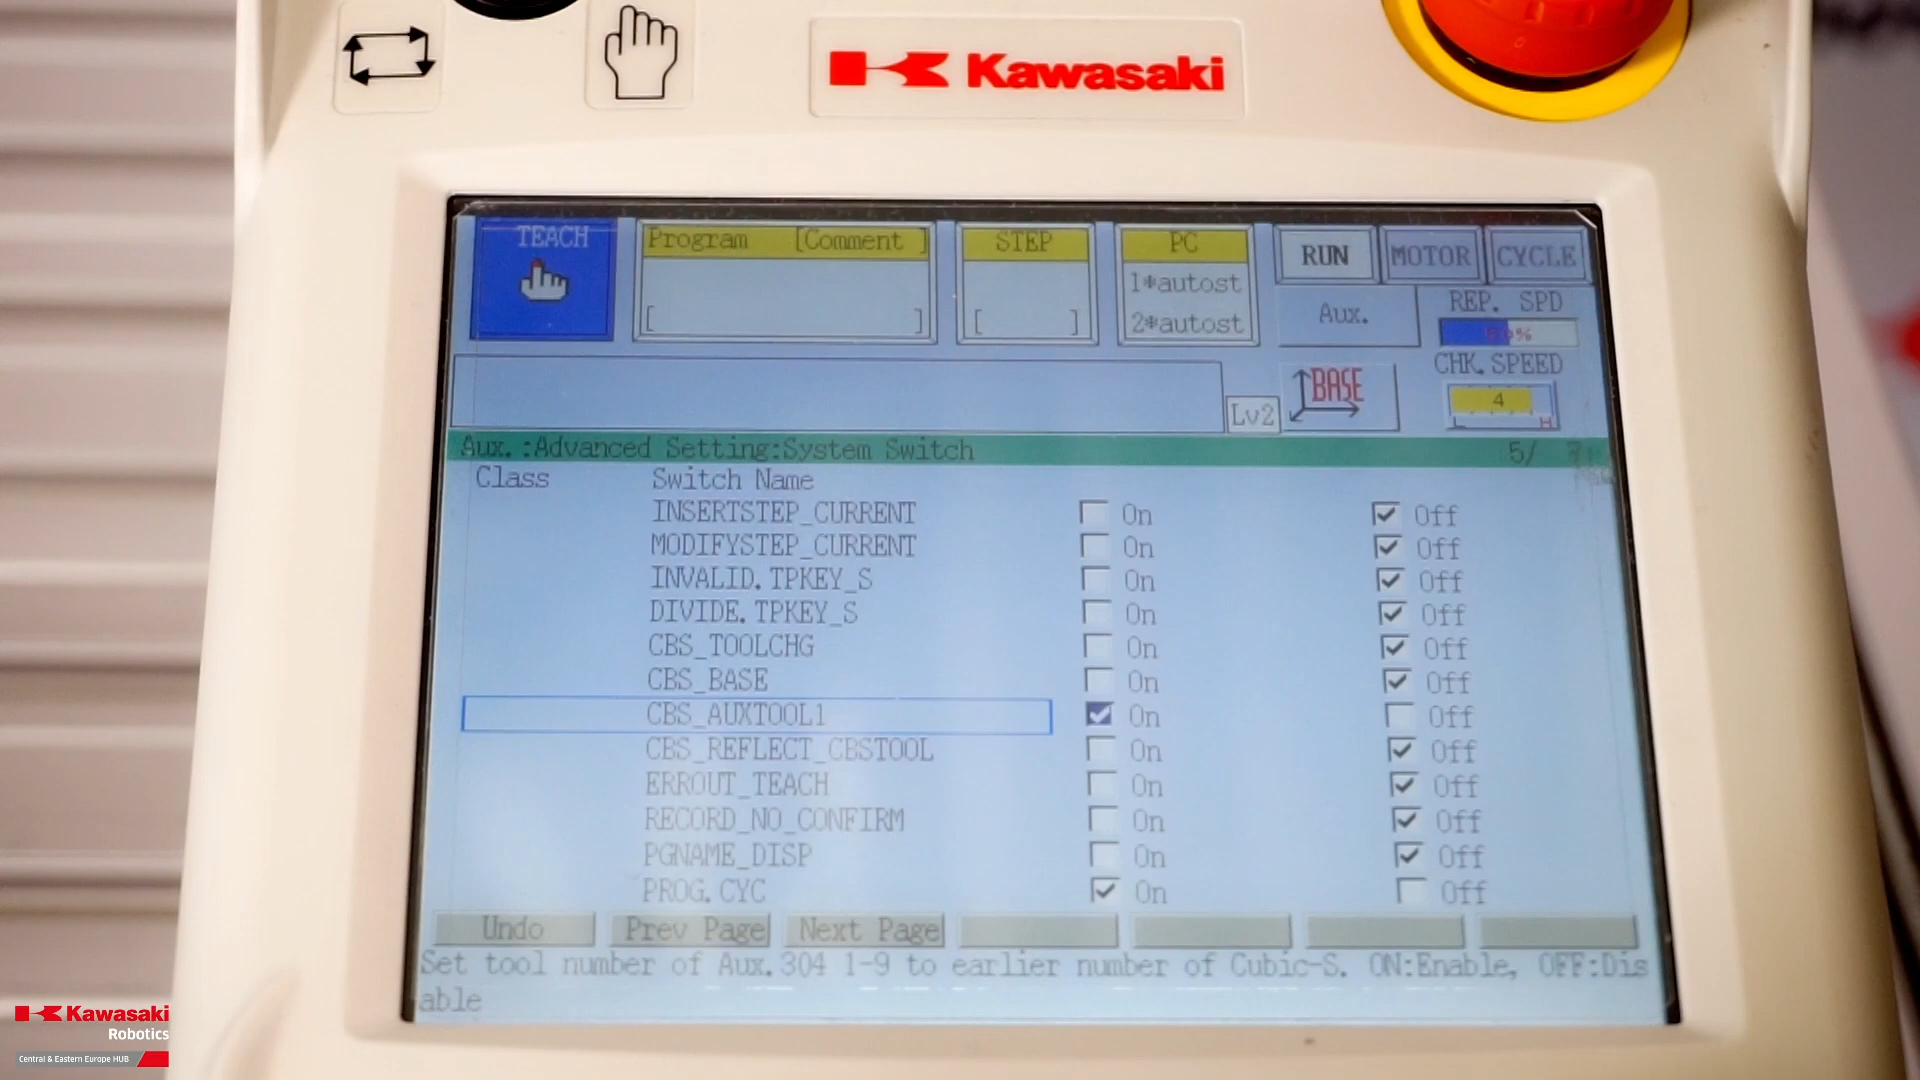 Kawasaki
TEACH
Program [Comment ]
[ ]
STEP
[ ]
PC
1*autost
2*autost
RUN MOTOR CYCLE
Aux.
REP. SPD
CHK.SPEED
4
L H
Lv2
BASE
Aux.:Advanced Setting:System Switch 5/
Class Switch Name
INSERTSTEP_CURRENT On Off
MODIFYSTEP_CURRENT On Off
INVALID.TPKEY_S On Off
DIVIDE.TPKEY_S On Off
CBS_TOOLCHG On Off
CBS_BASE On Off
CBS_AUXTOOL1 On Off
CBS_REFLECT_CBSTOOL On Off
ERROUT_TEACH On Off
RECORD_NO_CONFIRM On Off
PGNAME_DISP On Off
PROG.CYC On Off
Undo Prev Page Next Page
Set tool number of Aux.304 1-9 to earlier number of Cubic-S. ON:Enable, OFF:Dis
able
Kawasaki
Robotics
Central & Eastern Europe HUB